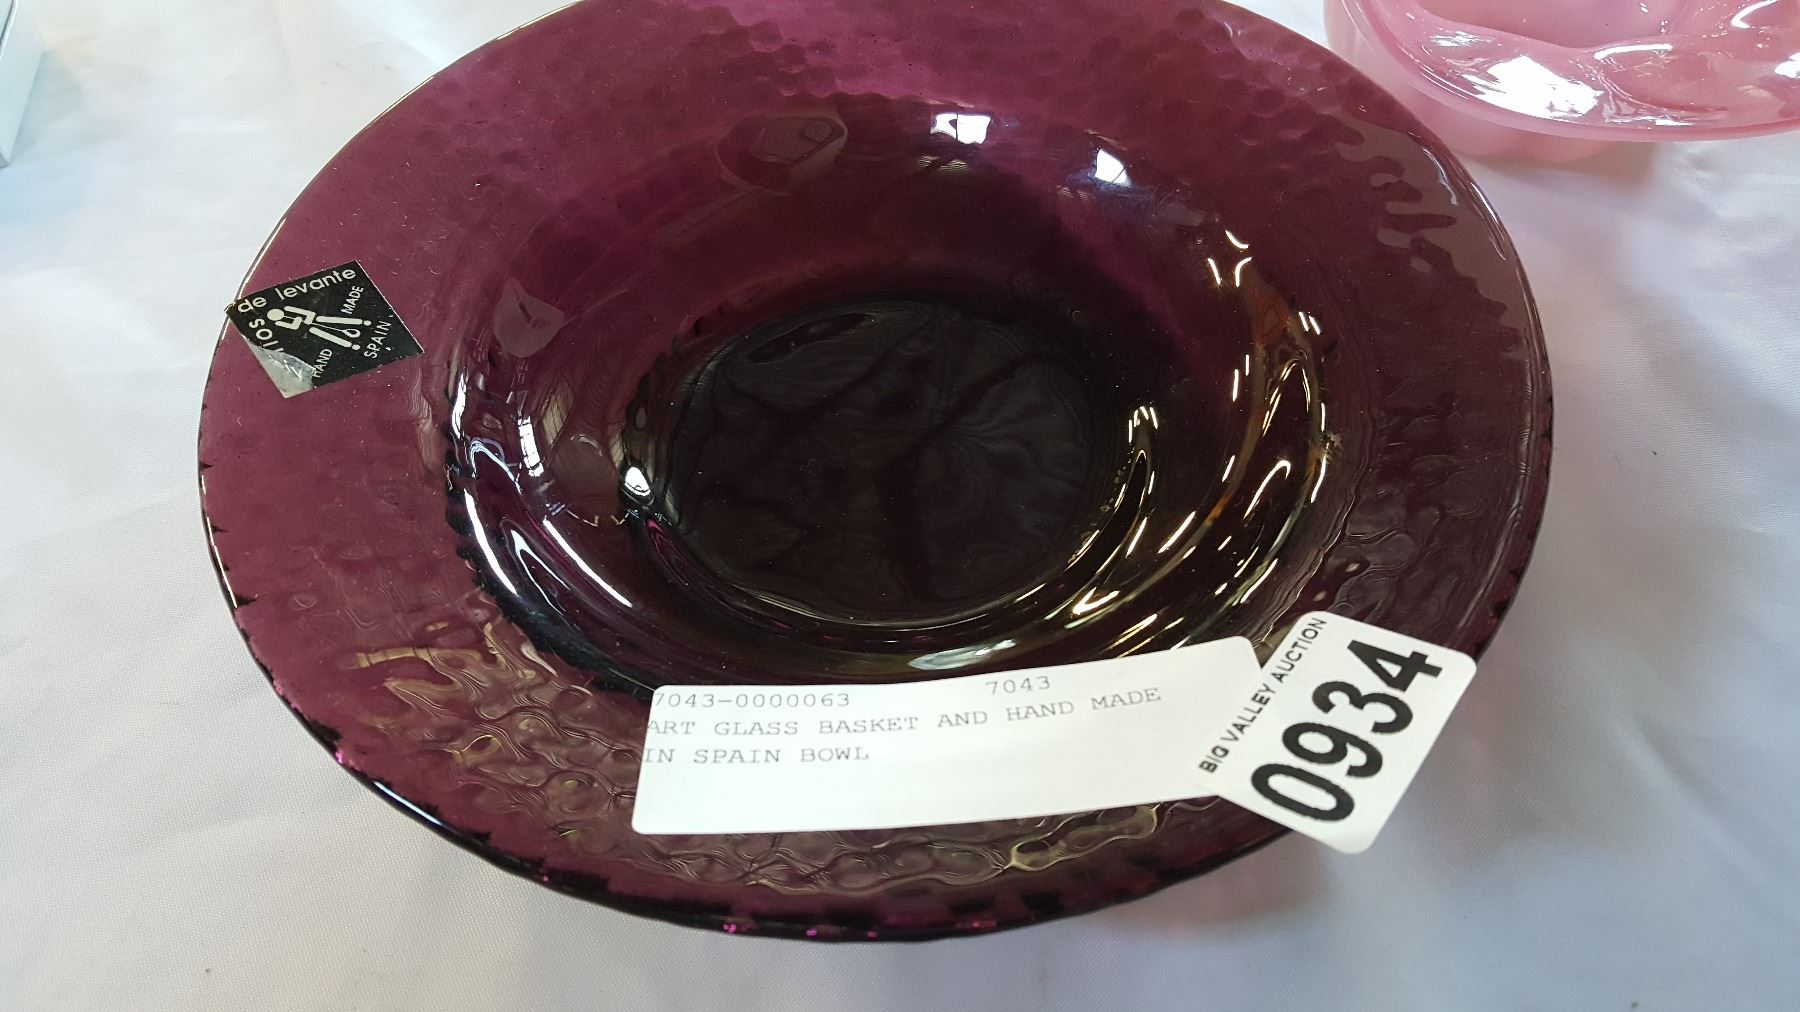 de levante
HAND
MADE
SPAIN
7043-0000063 7043
ART GLASS BASKET AND HAND MADE
IN SPAIN BOWL
BIG VALLEY AUCTION
0934